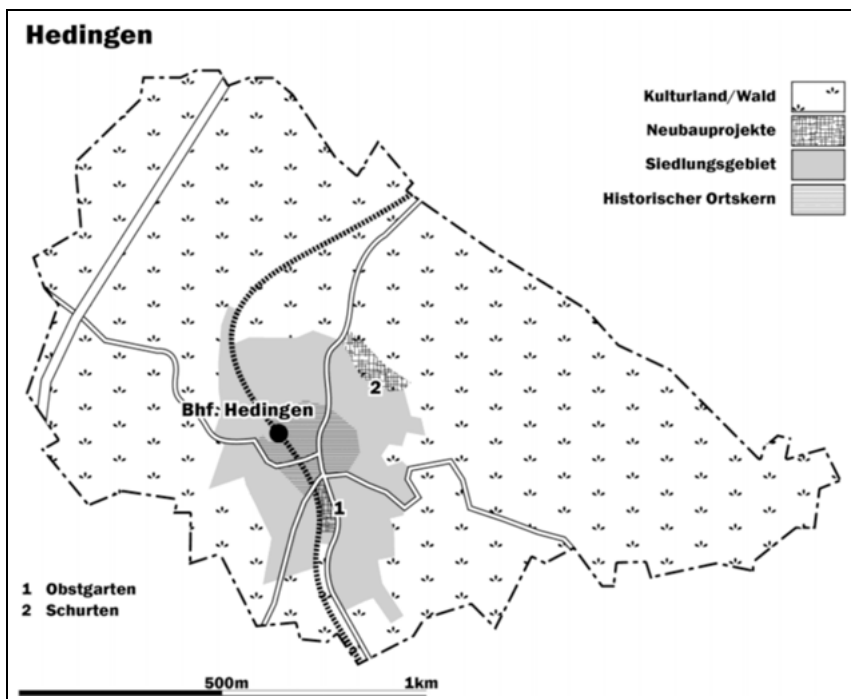 Hedingen
Kulturland/Wald
Neubauprojekte
Siedlungsgebiet
Historischer Ortskern
2
Bhf. Hedingen
1
1 Obstgarten
2 Schurten
500m
1km